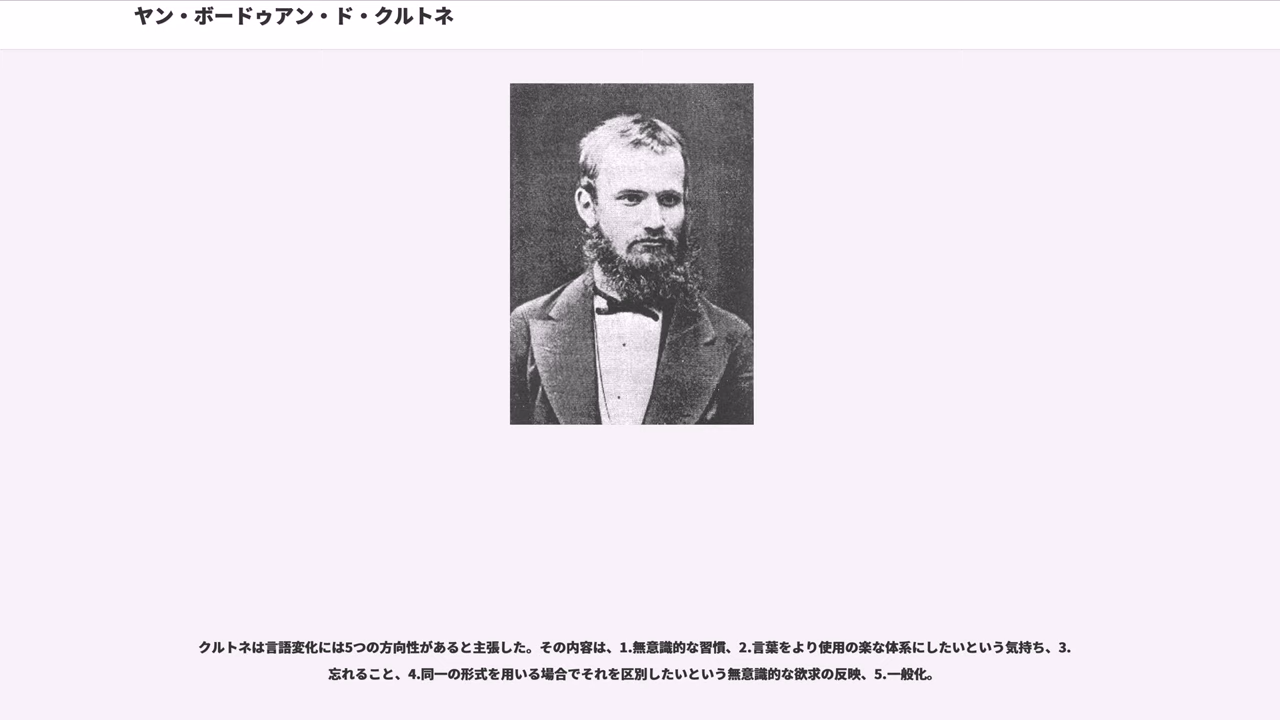 ヤン・ボードゥアン・ド・クルトネ
クルトネは言語変化には5つの方向性があると主張した。その内容は、1.無意識的な習慣、2.言葉をより使用の楽な体系にしたいという気持ち、3.
忘れること、4.同一の形式を用いる場合でそれを区別したいという無意識的な欲求の反映、5.一般化。